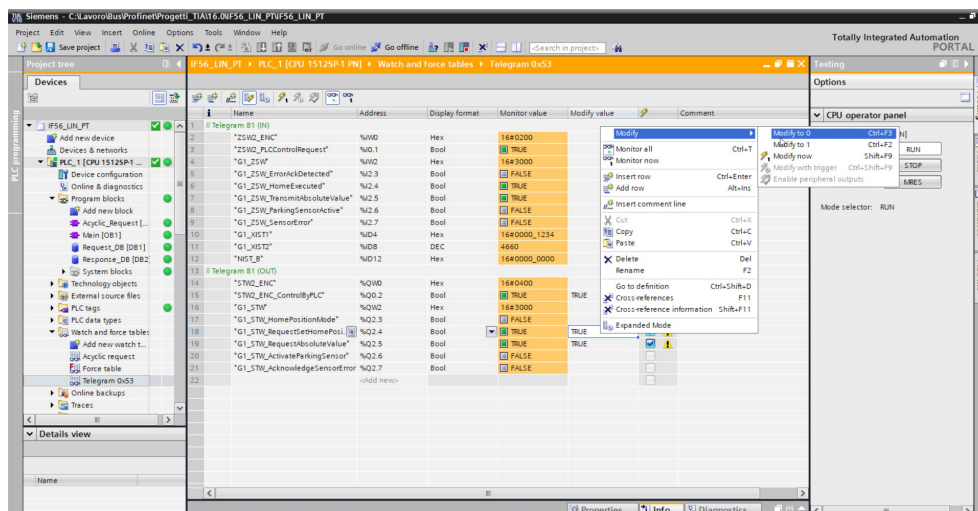 Siemens - C:\Lavoro\Bus\Profinet\Progetti_TIA\16.0\IF56_LIN_PT\IF56_LIN_PT
Project Edit View Insert Online Options Tools Window Help
Totally Integrated Automation
PORTAL
Save project Go online Go offline <Search in project>
Project tree
IF56_LIN_PT PLC_1 [CPU 1512SP-1 PN] Watch and force tables Telegram 0x53
Testing
Devices
Options
PLC programming
IF56_LIN_PT
Add new device
Devices & networks
PLC_1 [CPU 1512SP-1 ...
Device configuration
Online & diagnostics
Program blocks
Add new block
Acyclic_Request [...
Main [OB1]
Request_DB [DB1]
Response_DB [DB2]
System blocks
Technology objects
External source files
PLC tags
PLC data types
Watch and force tables
Add new watch t...
Acyclic request
Force table
Telegram 0x53
Online backups
Traces
Details view
Name
i Name Address Display format Monitor value Modify value Comment
1 // Telegram 81 (IN)
2 "ZSW2_ENC" %IW0 Hex 16#0200
3 "ZSW2_PLCControlRequest" %I0.1 Bool TRUE
4 "G1_ZSW" %IW2 Hex 16#3000
5 "G1_ZSW_ErrorAckDetected" %I2.3 Bool FALSE
6 "G1_ZSW_HomeExecuted" %I2.4 Bool TRUE
7 "G1_ZSW_TransmitAbsoluteValue" %I2.5 Bool TRUE
8 "G1_ZSW_ParkingSensorActive" %I2.6 Bool FALSE
9 "G1_ZSW_SensorError" %I2.7 Bool FALSE
10 "G1_XIST1" %ID4 Hex 16#0000_1234
11 "G1_XIST2" %ID8 DEC 4660
12 "NIST_B" %ID12 Hex 16#0000_0000
13 // Telegram 81 (OUT)
14 "STW2_ENC" %QW0 Hex 16#0400
15 "STW2_ENC_ControlByPLC" %Q0.2 Bool TRUE TRUE
16 "G1_STW" %QW2 Hex 16#3000
17 "G1_STW_HomePositionMode" %Q2.3 Bool FALSE
18 "G1_STW_RequestSetHomePosi... %Q2.4 Bool TRUE TRUE
19 "G1_STW_RequestAbsoluteValue" %Q2.5 Bool TRUE TRUE
20 "G1_STW_ActivateParkingSensor" %Q2.6 Bool FALSE
21 "G1_STW_AcknowledgeSensorError" %Q2.7 Bool FALSE
22 <Add new>
Modify
Monitor all Ctrl+T
Monitor now
Insert row Ctrl+Enter
Add row Alt+Ins
Insert comment line
Cut Ctrl+X
Copy Ctrl+C
Paste Ctrl+V
Delete Del
Rename F2
Go to definition Ctrl+Shift+D
Cross-references F11
Cross-reference information Shift+F11
Expanded Mode
Modify to 0 Ctrl+F3
Modify to 1 Ctrl+F2
Modify now Shift+F9
Modify with trigger Ctrl+Shift+F9
Enable peripheral outputs
CPU operator panel
RUN
STOP
MRES
Mode selector: RUN
Properties Info Diagnostics